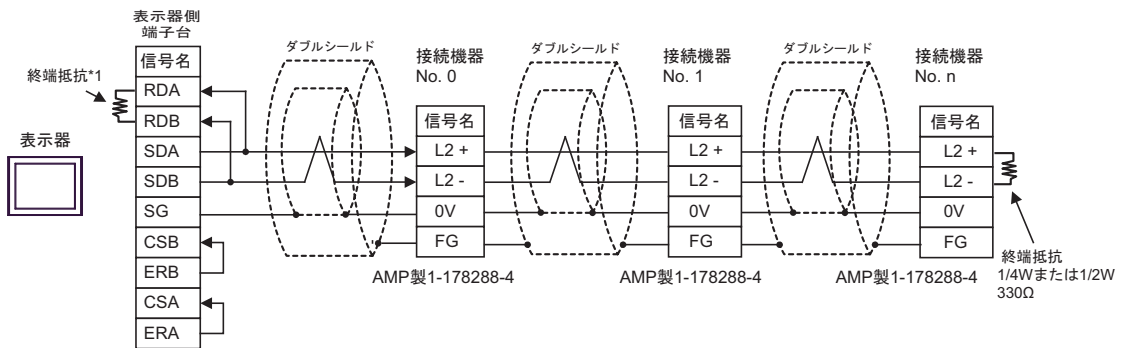 表示器側
端子台
信号名
RDA
RDB
SDA
SDB
SG
CSB
ERB
CSA
ERA
終端抵抗*1
表示器
ダブルシールド
接続機器
No. 0
信号名
L2 +
L2 -
0V
FG
AMP製1-178288-4
ダブルシールド
接続機器
No. 1
信号名
L2 +
L2 -
0V
FG
AMP製1-178288-4
ダブルシールド
接続機器
No. n
信号名
L2 +
L2 -
0V
FG
AMP製1-178288-4
終端抵抗
1/4Wまたは1/2W
330Ω